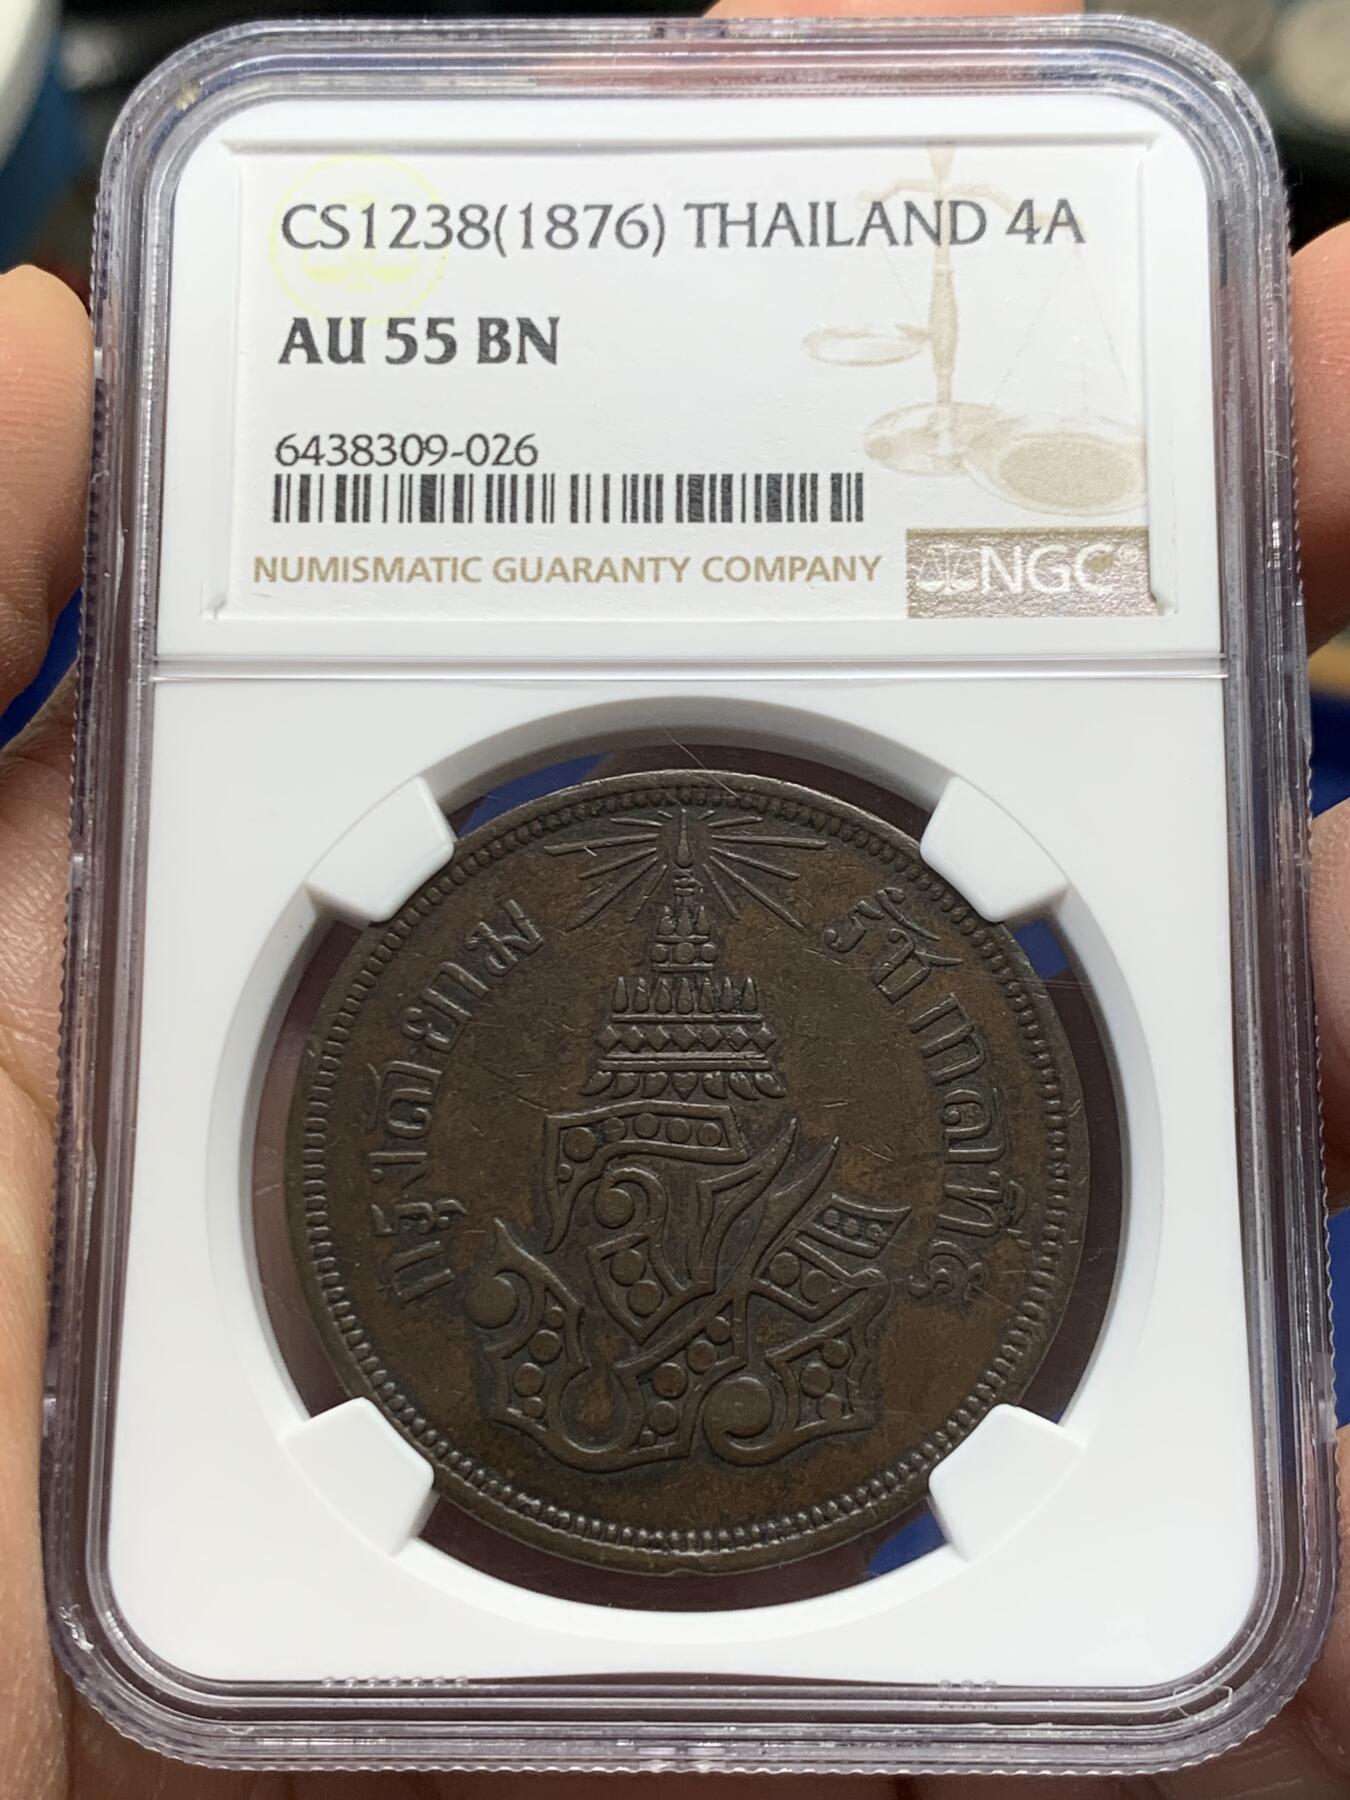 CS1238(1876) THAILAND 4A
AU 55 BN
6438309-026
NUMISMATIC GUARANTY COMPANY
NGC®
กรุงสยาม
รัชกาลที่๕